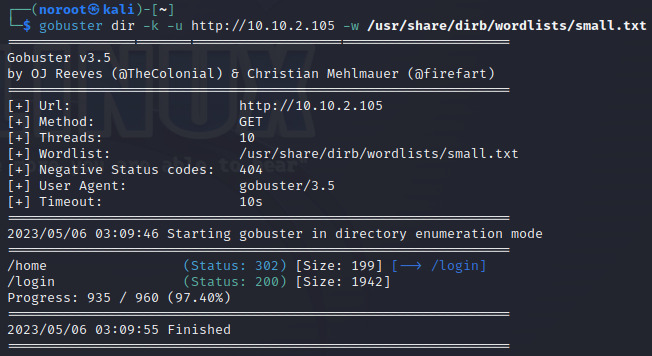 ┌──(noroot㉿kali)-[~]
└─$ gobuster dir -k -u http://10.10.2.105 -w /usr/share/dirb/wordlists/small.txt
===============================================================
Gobuster v3.5
by OJ Reeves (@TheColonial) & Christian Mehlmauer (@firefart)
===============================================================
[+] Url:                     http://10.10.2.105
[+] Method:                  GET
[+] Threads:                 10
[+] Wordlist:                /usr/share/dirb/wordlists/small.txt
[+] Negative Status codes:   404
[+] User Agent:              gobuster/3.5
[+] Timeout:                 10s
===============================================================
2023/05/06 03:09:46 Starting gobuster in directory enumeration mode
===============================================================
/home                 (Status: 302) [Size: 199] [--> /login]
/login                (Status: 200) [Size: 1942]
Progress: 935 / 960 (97.40%)
===============================================================
2023/05/06 03:09:55 Finished
===============================================================